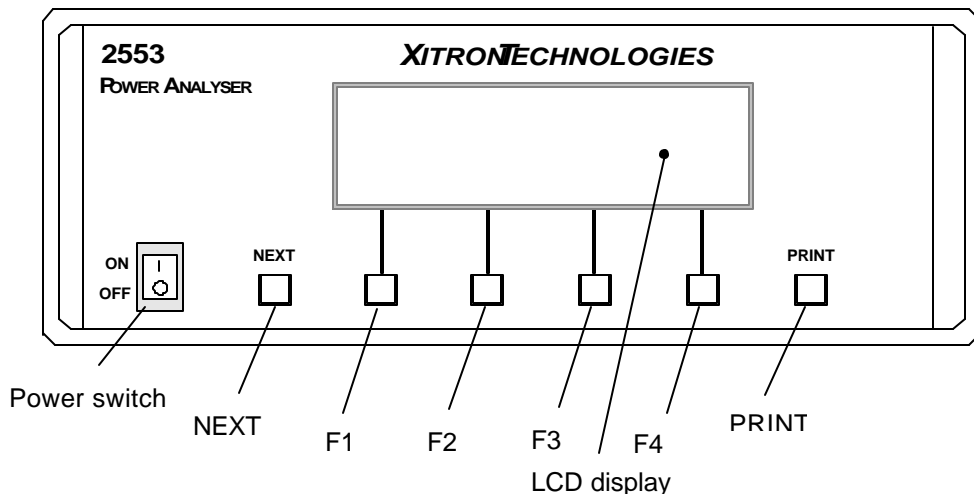 2553
POWER ANALYSER
XITRONTECHNOLOGIES
ON
OFF
NEXT
PRINT
Power switch
NEXT
F1
F2
F3
F4
PRINT
LCD display